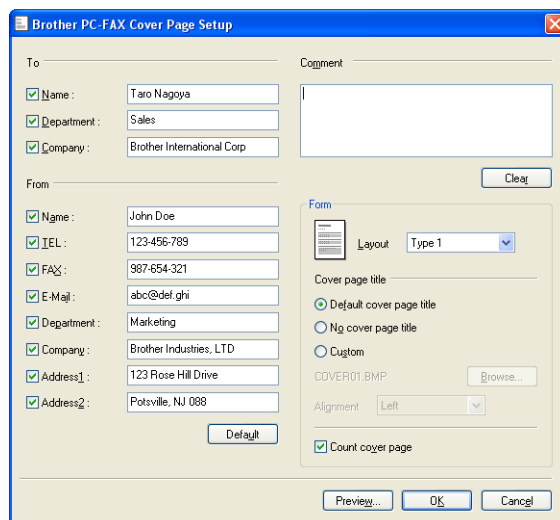 Brother PC-FAX Cover Page Setup
To
Name :
Taro Nagoya
Department :
Sales
Company :
Brother International Corp
From
Name :
John Doe
TEL :
123-456-789
FAX :
987-654-321
E-Mail :
abc@def.ghi
Department :
Marketing
Company :
Brother Industries, LTD
Address1 :
123 Rose Hill Drive
Address2 :
Potsville, NJ 088
Default
Comment
Clear
Form
Layout
Type 1
Cover page title
Default cover page title
No cover page title
Custom
COVER01.BMP
Browse...
Alignment
Left
Count cover page
Preview...
OK
Cancel